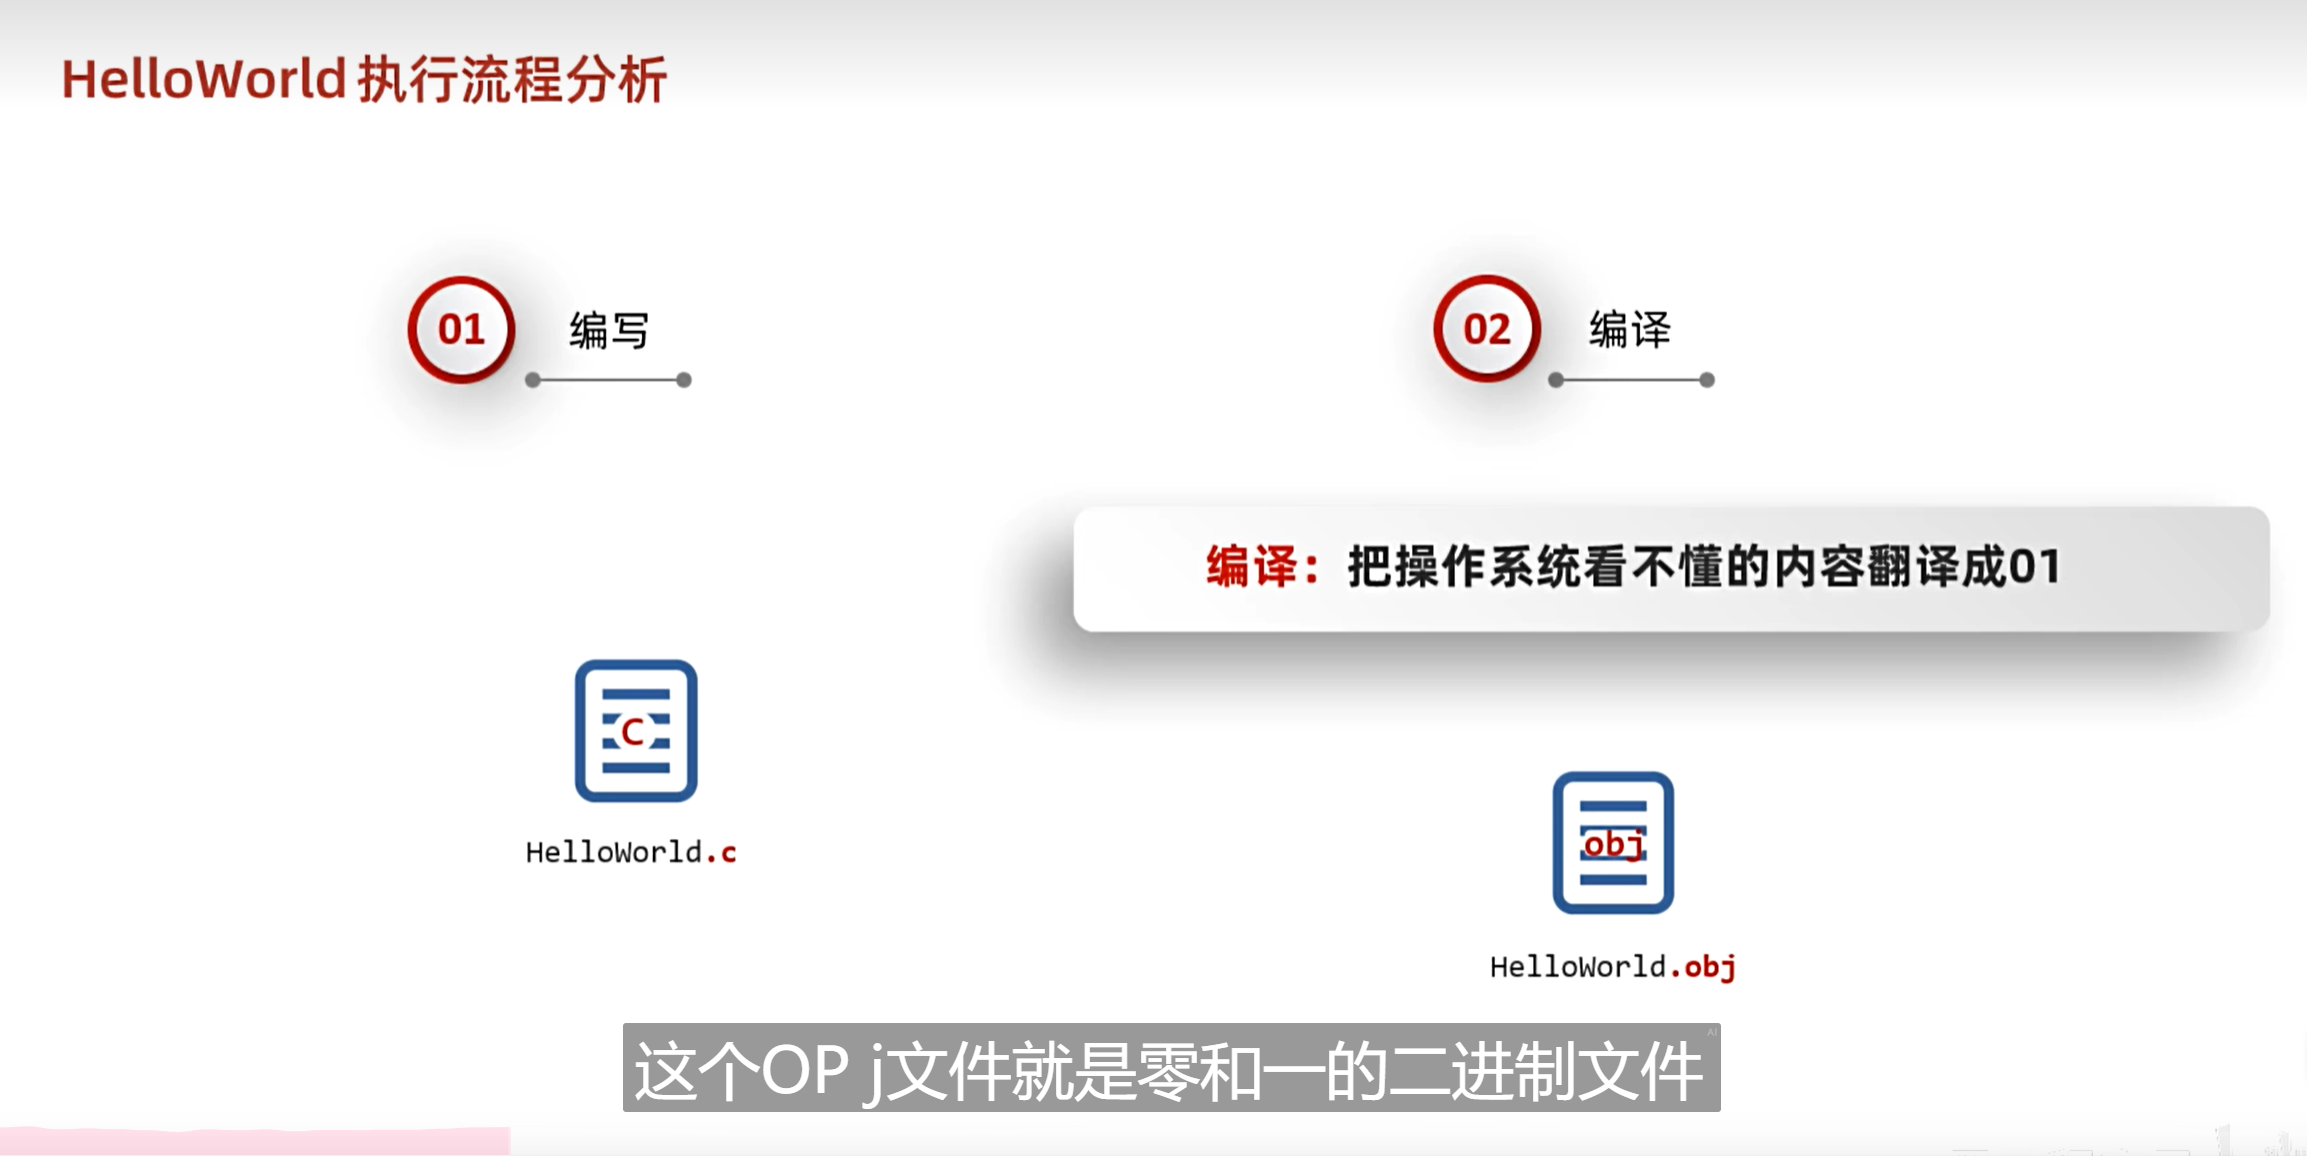 HelloWorld 执行流程分析
01 编写
02 编译
编译：把操作系统看不懂的内容翻译成01
C
HelloWorld.c
obj
HelloWorld.obj
这个OP j文件就是零和一的二进制文件
AI